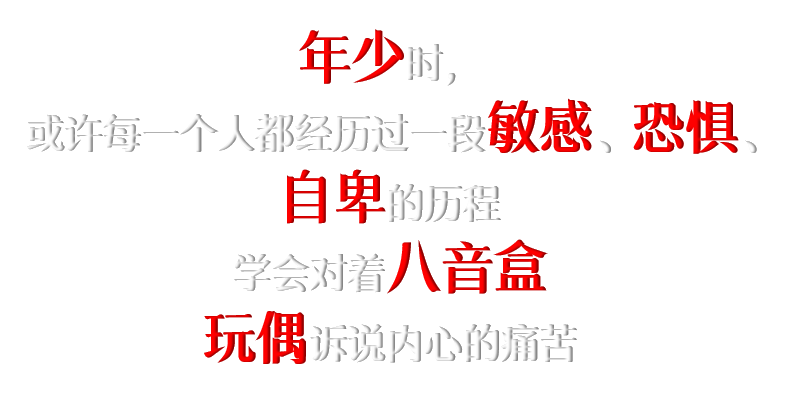 年少时，
或许每一个人都经历过一段敏感、恐惧、
自卑的历程
学会对着八音盒
玩偶诉说内心的痛苦